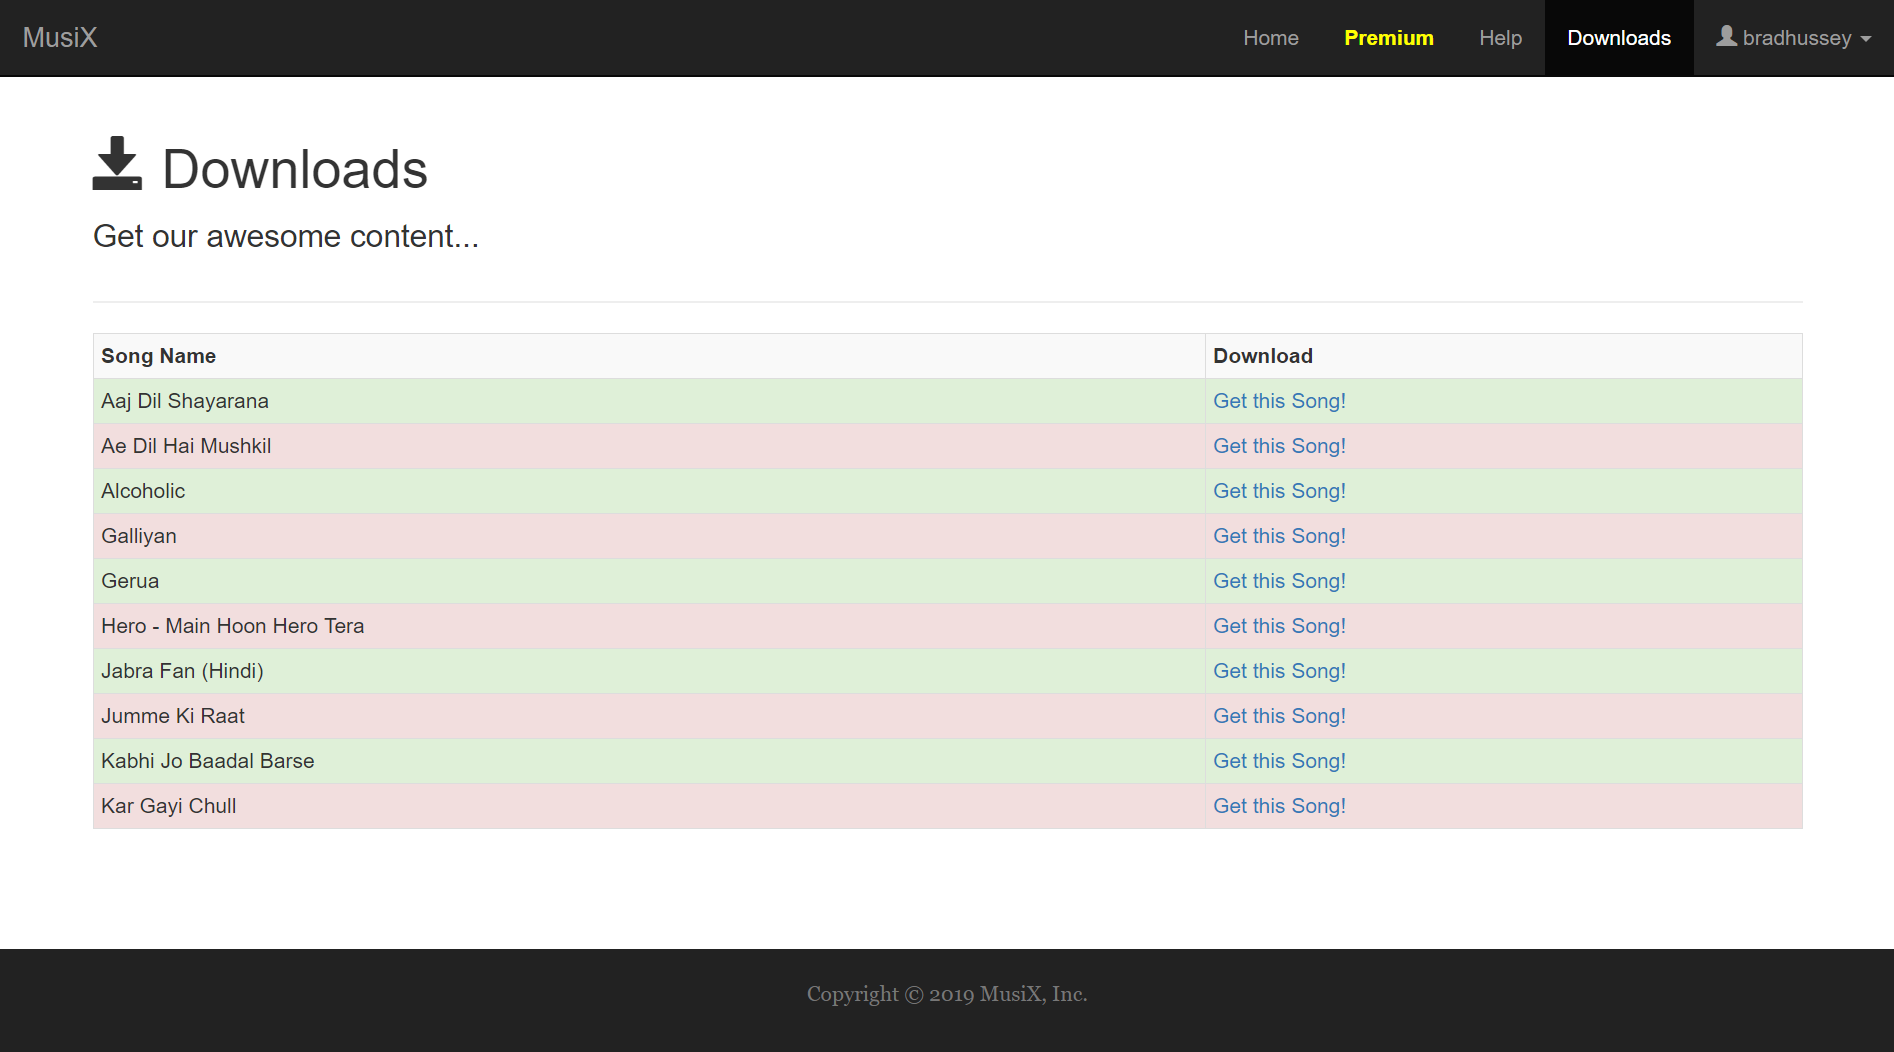 MusiX Home Premium Help Downloads bradhussey
Downloads
Get our awesome content...
Song Name Download
Aaj Dil Shayarana Get this Song!
Ae Dil Hai Mushkil Get this Song!
Alcoholic Get this Song!
Galliyan Get this Song!
Gerua Get this Song!
Hero - Main Hoon Hero Tera Get this Song!
Jabra Fan (Hindi) Get this Song!
Jumme Ki Raat Get this Song!
Kabhi Jo Baadal Barse Get this Song!
Kar Gayi Chull Get this Song!
Copyright © 2019 MusiX, Inc.